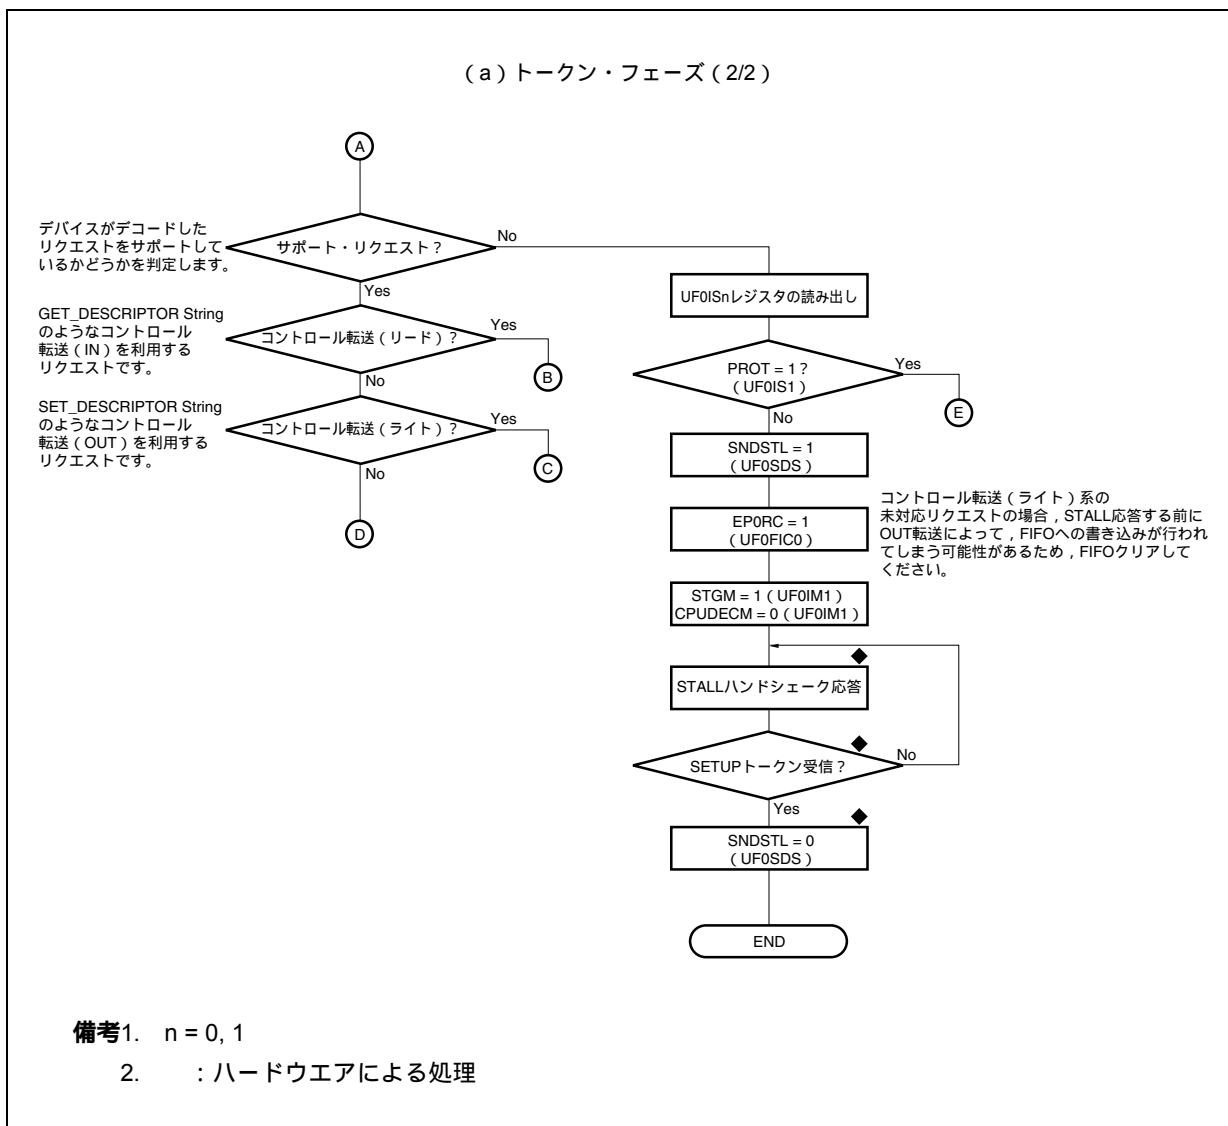 （a）トークン・フェーズ（2/2）
A
デバイスがデコードした
リクエストをサポートして
いるかどうかを判定します。
サポート・リクエスト？
No
Yes
GET_DESCRIPTOR String
のようなコントロール
転送（IN）を利用する
リクエストです。
コントロール転送（リード）？
Yes
B
No
SET_DESCRIPTOR String
のようなコントロール
転送（OUT）を利用する
リクエストです。
コントロール転送（ライト）？
Yes
C
No
D
UF0ISnレジスタの読み出し
PROT = 1？
（UF0IS1）
Yes
E
No
SNDSTL = 1
（UF0SDS）
EP0RC = 1
（UF0FIC0）
コントロール転送（ライト）系の
未対応リクエストの場合，STALL応答する前に
OUT転送によって，FIFOへの書き込みが行われ
てしまう可能性があるため，FIFOクリアして
ください。
STGM = 1（UF0IM1）
CPUDECM = 0（UF0IM1）
STALLハンドシェーク応答
SETUPトークン受信？
No
Yes
SNDSTL = 0
（UF0SDS）
END
備考1. n = 0, 1
2. ：ハードウエアによる処理